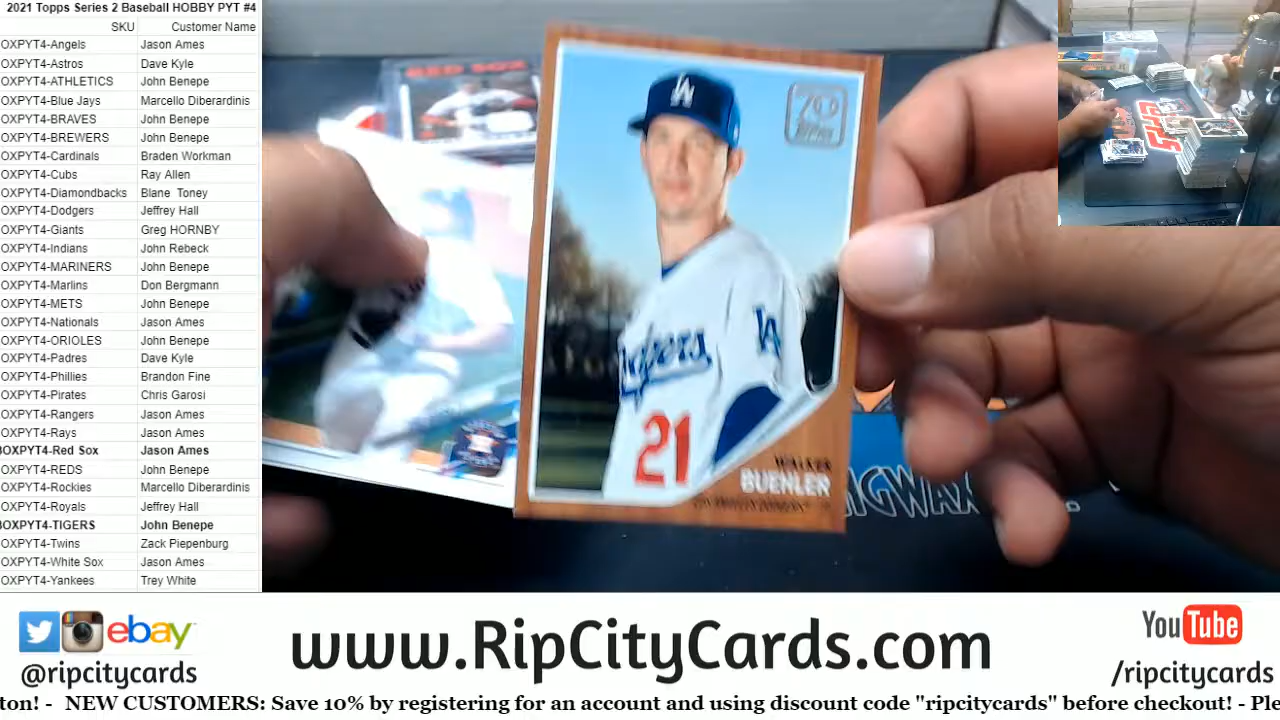 2021 Topps Series 2 Baseball HOBBY PYT #4
SKU Customer Name
OXPYT4-Angels Jason Ames
OXPYT4-Astros Dave Kyle
OXPYT4-ATHLETICS John Benepe
OXPYT4-Blue Jays Marcello Diberardinis
OXPYT4-BRAVES John Benepe
OXPYT4-BREWERS John Benepe
OXPYT4-Cardinals Braden Workman
OXPYT4-Cubs Ray Allen
OXPYT4-Diamondbacks Blane Toney
OXPYT4-Dodgers Jeffrey Hall
OXPYT4-Giants Greg HORNBY
OXPYT4-Indians John Rebeck
OXPYT4-MARINERS John Benepe
OXPYT4-Marlins Don Bergmann
OXPYT4-METS John Benepe
OXPYT4-Nationals Jason Ames
OXPYT4-ORIOLES John Benepe
OXPYT4-Padres Dave Kyle
OXPYT4-Phillies Brandon Fine
OXPYT4-Pirates Chris Garosi
OXPYT4-Rangers Jason Ames
OXPYT4-Rays Jason Ames
BOXPYT4-Red Sox Jason Ames
OXPYT4-REDS John Benepe
OXPYT4-Rockies Marcello Diberardinis
OXPYT4-Royals Jeffrey Hall
BOXPYT4-TIGERS John Benepe
OXPYT4-Twins Zack Piepenburg
OXPYT4-White Sox Jason Ames
OXPYT4-Yankees Trey White
RED SOX
LA
70
Dodgers
LA
21
WALKER
BUEHLER
GWAX
ebay
@ripcitycards
www.RipCityCards.com
YouTube
/ripcitycards
ton! - NEW CUSTOMERS: Save 10% by registering for an account and using discount code "ripcitycards" before checkout! - Ple